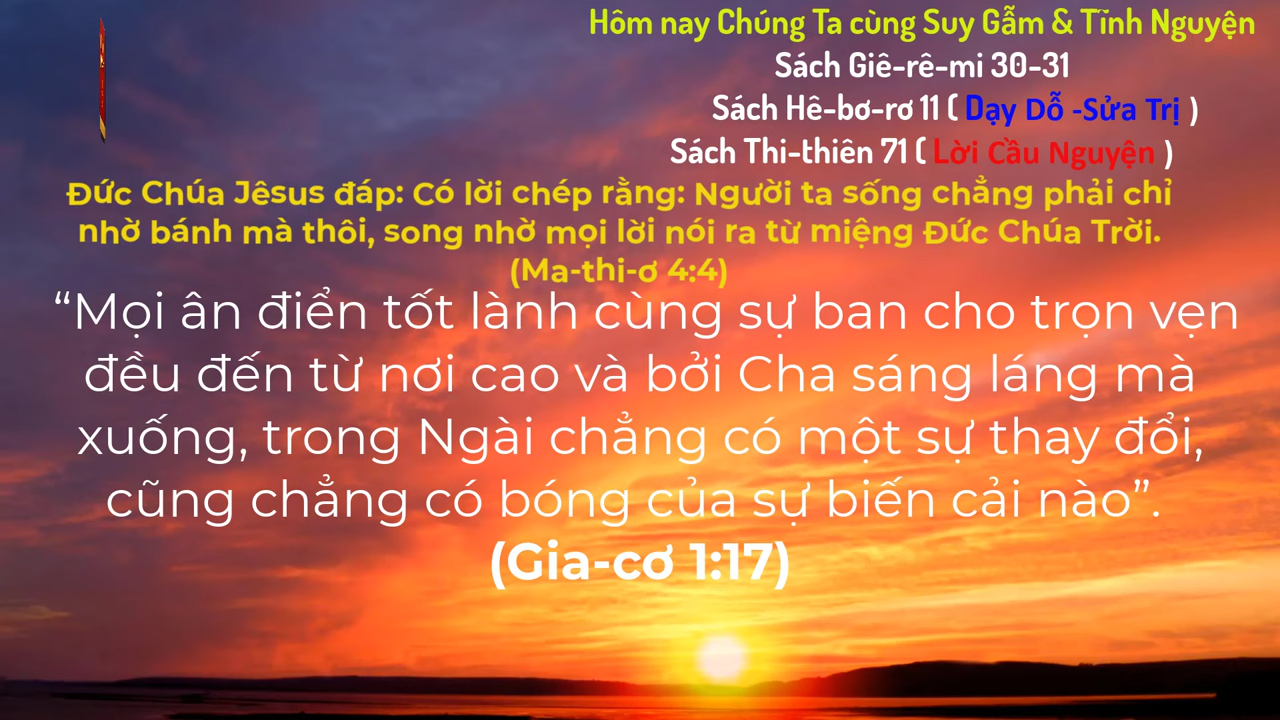 Hôm nay Chúng Ta cùng Suy Gẫm & Tĩnh Nguyện
Sách Giê-rê-mi 30-31
Sách Hê-bơ-rơ 11 ( Dạy Dỗ -Sửa Trị )
Sách Thi-thiên 71 ( Lời Cầu Nguyện )
Đức Chúa Jêsus đáp: Có lời chép rằng: Người ta sống chẳng phải chỉ
nhờ bánh mà thôi, song nhờ mọi lời nói ra từ miệng Đức Chúa Trời.
(Ma-thi-ơ 4:4)
“Mọi ân điển tốt lành cùng sự ban cho trọn vẹn
đều đến từ nơi cao và bởi Cha sáng láng mà
xuống, trong Ngài chẳng có một sự thay đổi,
cũng chẳng có bóng của sự biến cải nào”.
(Gia-cơ 1:17)